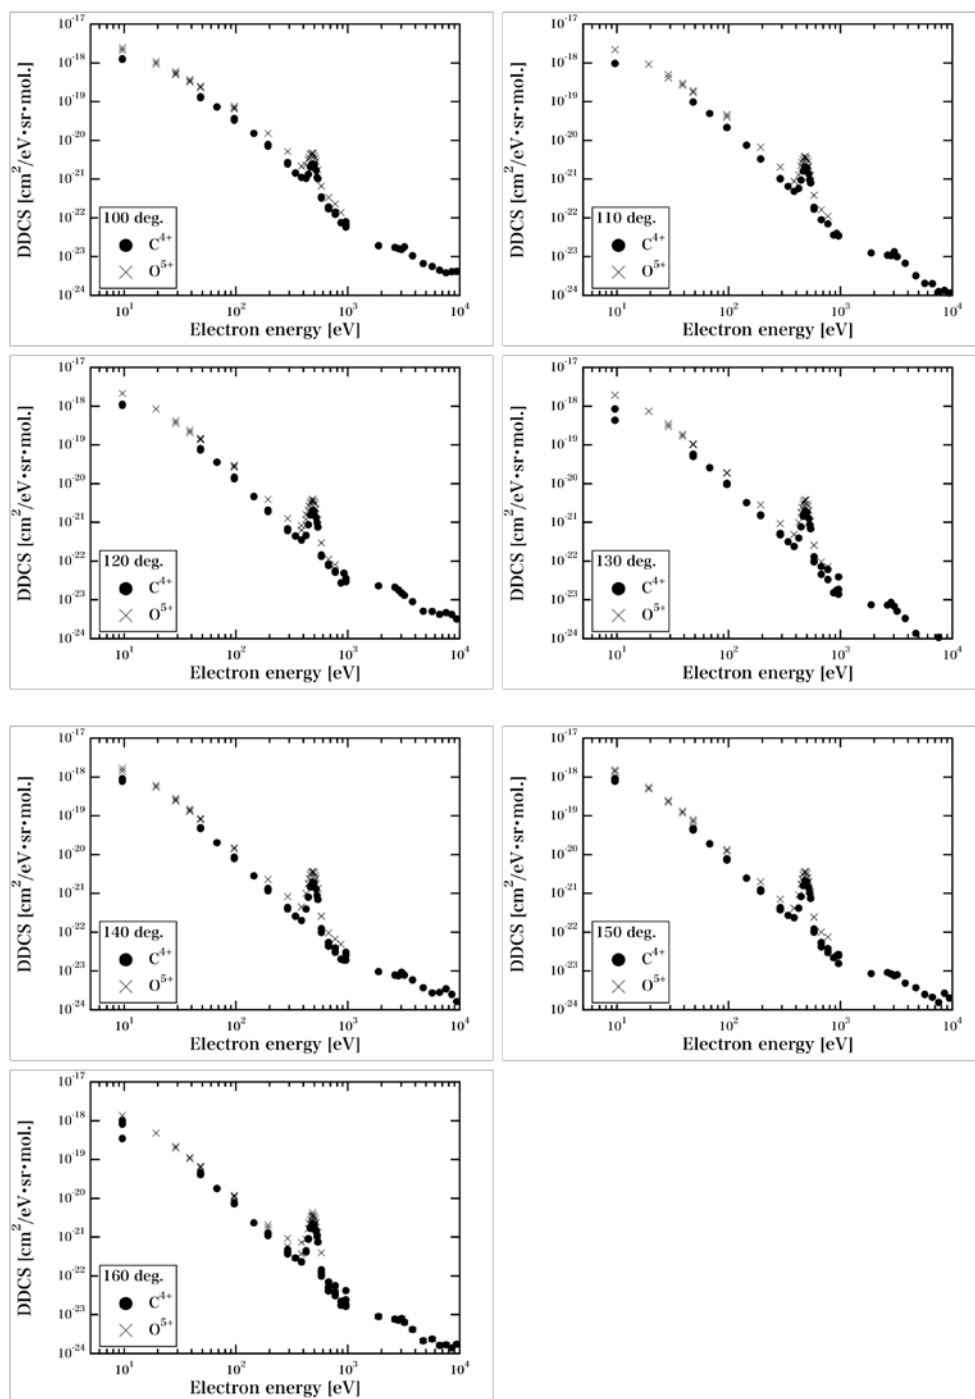 10^-17
10^-18
10^-19
10^-20
10^-21
10^-22
10^-23
10^-24
DDCS [cm^2/eV•sr•mol.]
100 deg.
C^4+
O^5+
10^1 10^2 10^3 10^4
Electron energy [eV]
10^-17
10^-18
10^-19
10^-20
10^-21
10^-22
10^-23
10^-24
DDCS [cm^2/eV•sr•mol.]
110 deg.
C^4+
O^5+
10^1 10^2 10^3 10^4
Electron energy [eV]
10^-17
10^-18
10^-19
10^-20
10^-21
10^-22
10^-23
10^-24
DDCS [cm^2/eV•sr•mol.]
120 deg.
C^4+
O^5+
10^1 10^2 10^3 10^4
Electron energy [eV]
10^-17
10^-18
10^-19
10^-20
10^-21
10^-22
10^-23
10^-24
DDCS [cm^2/eV•sr•mol.]
130 deg.
C^4+
O^5+
10^1 10^2 10^3 10^4
Electron energy [eV]
10^-17
10^-18
10^-19
10^-20
10^-21
10^-22
10^-23
10^-24
DDCS [cm^2/eV•sr•mol.]
140 deg.
C^4+
O^5+
10^1 10^2 10^3 10^4
Electron energy [eV]
10^-17
10^-18
10^-19
10^-20
10^-21
10^-22
10^-23
10^-24
DDCS [cm^2/eV•sr•mol.]
150 deg.
C^4+
O^5+
10^1 10^2 10^3 10^4
Electron energy [eV]
10^-17
10^-18
10^-19
10^-20
10^-21
10^-22
10^-23
10^-24
DDCS [cm^2/eV•sr•mol.]
160 deg.
C^4+
O^5+
10^1 10^2 10^3 10^4
Electron energy [eV]